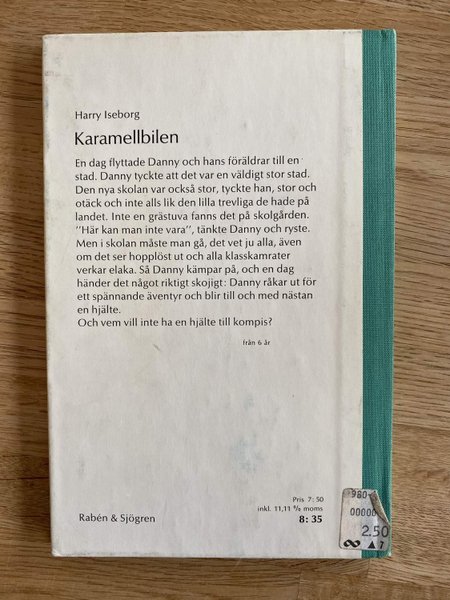 Harry Iseborg
Karamellbilen
En dag flyttade Danny och hans föräldrar till en
stad. Danny tyckte att det var en väldigt stor stad.
Den nya skolan var också stor, tyckte han, stor och
otäck och inte alls lik den lilla trevliga de hade på
landet. Inte en grästuva fanns det på skolgården.
''Här kan man inte vara'', tänkte Danny och ryste.
Men i skolan måste man gå, det vet ju alla, även
om det ser hopplöst ut och alla klasskamrater
verkar elaka. Så Danny kämpar på, och en dag
händer det något riktigt skojigt: Danny råkar ut för
ett spännande äventyr och blir till och med nästan
en hjälte.
Och vem vill inte ha en hjälte till kompis?
från 6 år
Pris 7:50
inkl. 11,11 % moms
8:35
Rabén & Sjögren
980-
00000
2.50
7